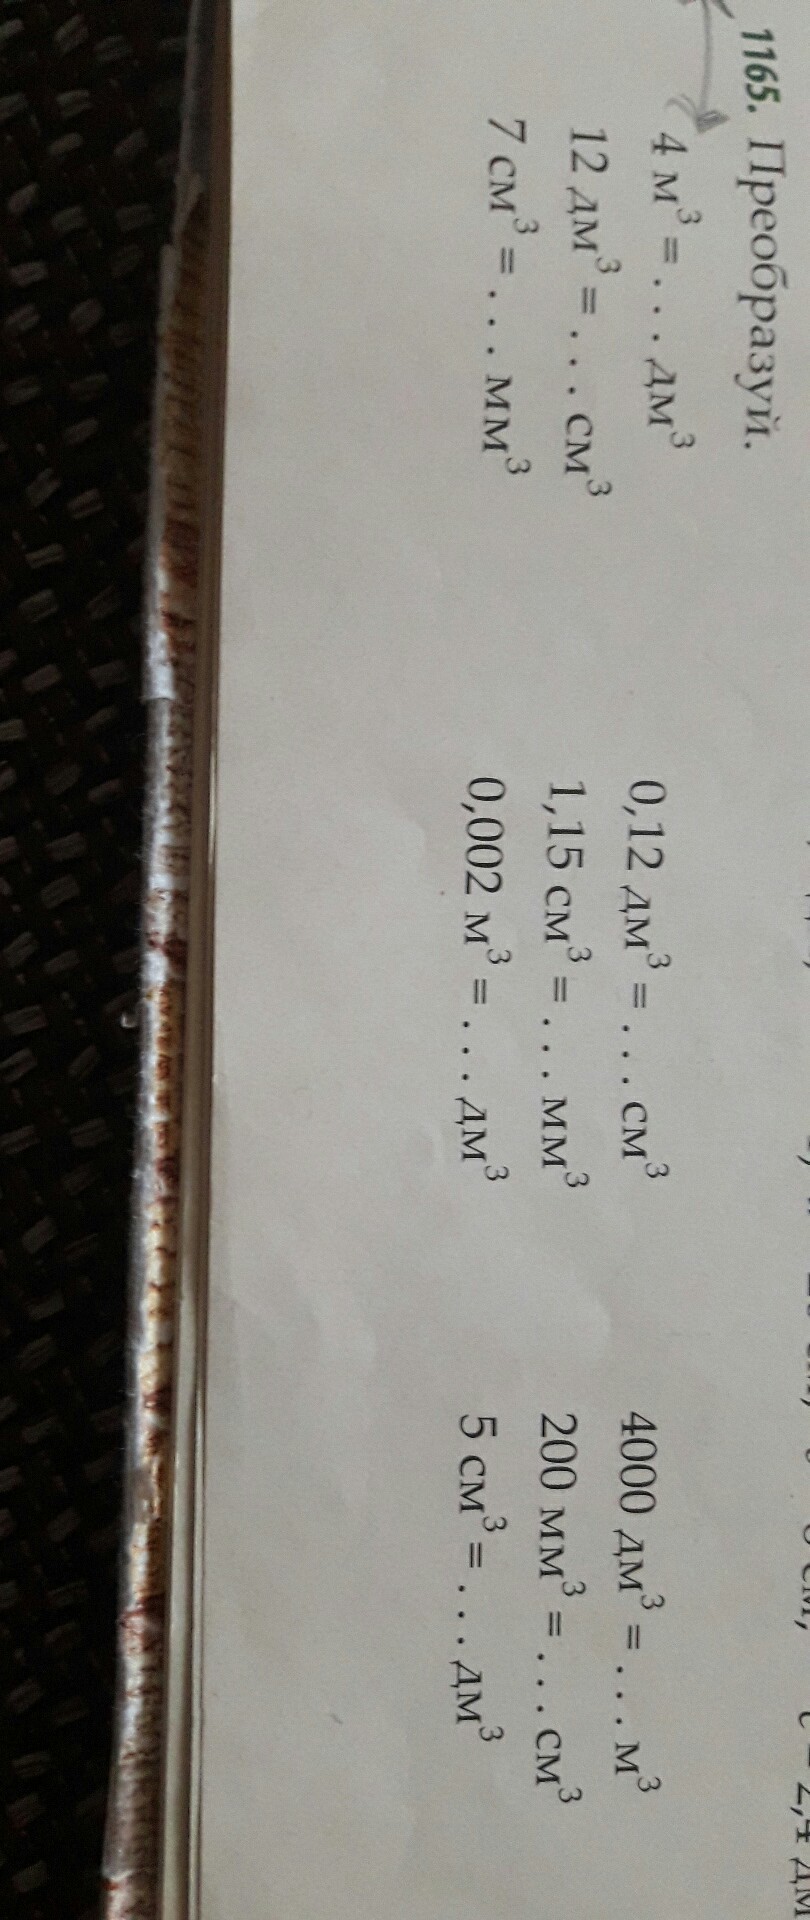 1165. Преобразуй.
4 м³ = . . . дм³ 0,12 дм³ = . . . см³ 4000 дм³ = . . . м³
12 дм³ = . . . см³ 1,15 см³ = . . . мм³ 200 мм³ = . . . см³
7 см³ = . . . мм³ 0,002 м³ = . . . дм³ 5 см³ = . . . дм³